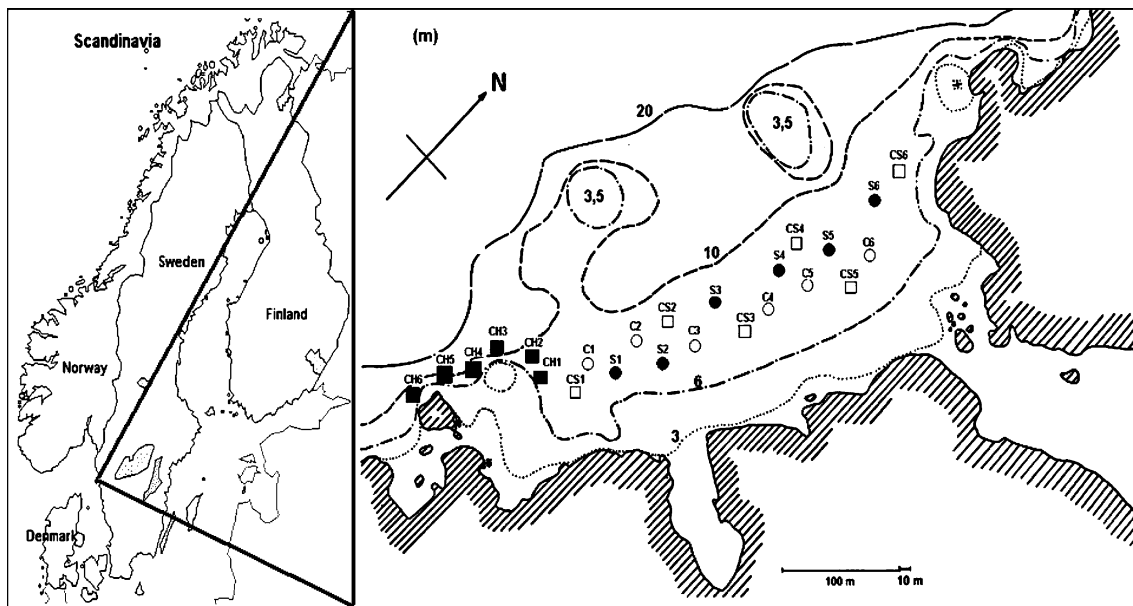 Scandinavia
Sweden
Finland
Norway
Denmark
(m)
N
20
3,5
3,5
10
CS6
S6
CS4
S5
C6
S4
C5
CS5
S3
C4
CS2
CS3
C2
C3
CH3
CH2
C1
S1
S2
CH4
CH5
CH1
CH6
CS1
6
3
100 m
10 m